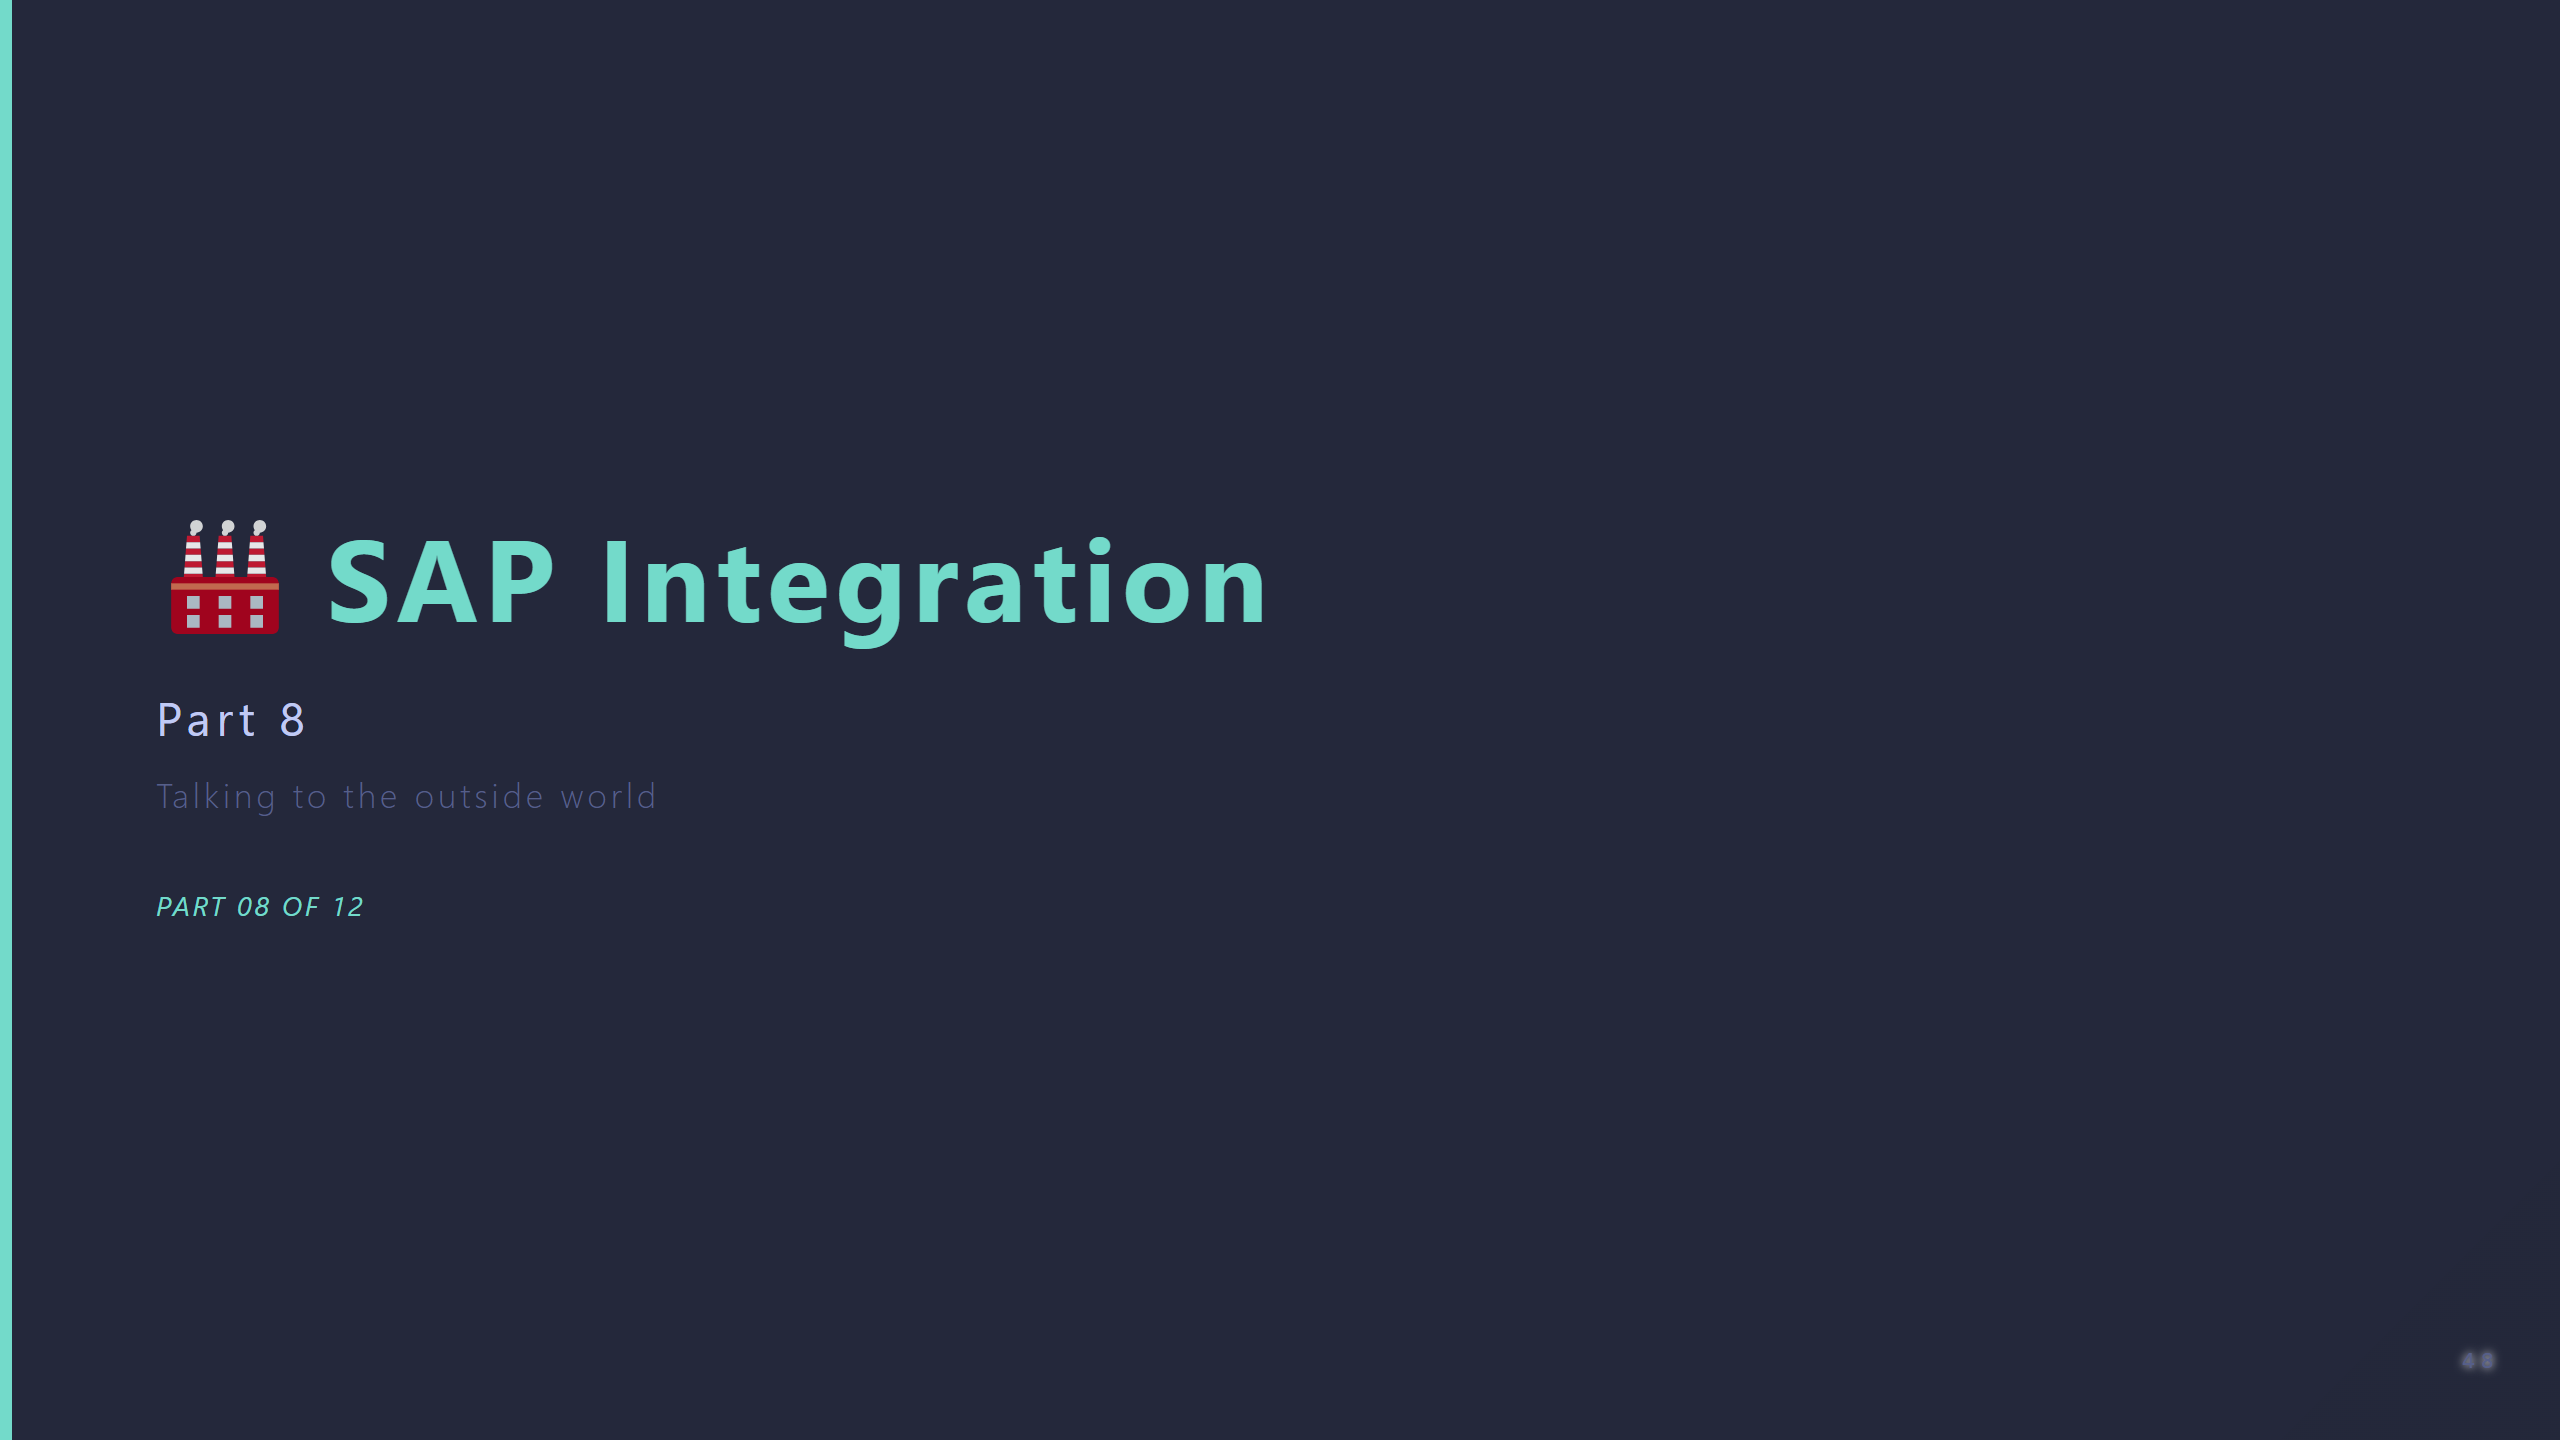 SAP Integration
Part 8
Talking to the outside world
PART 08 OF 12